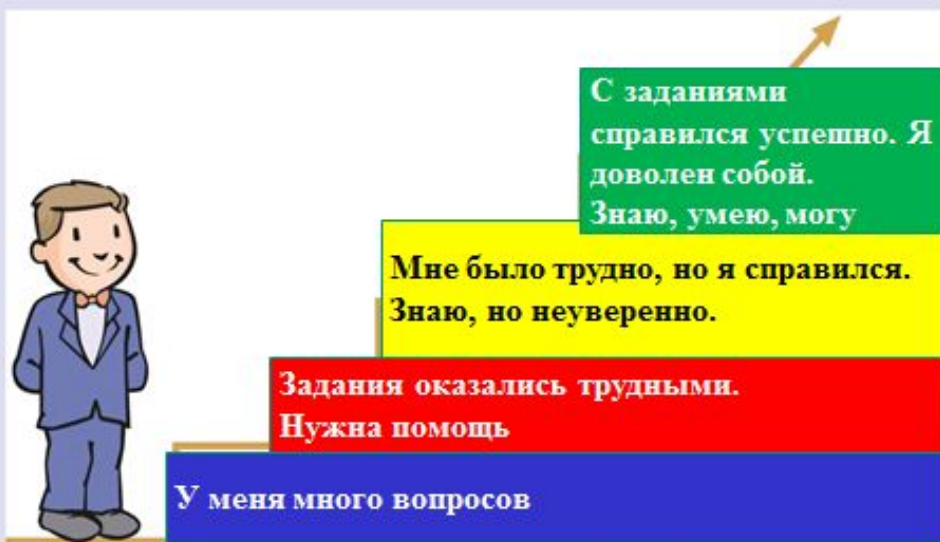 С заданиями
справился успешно. Я
доволен собой.
Знаю, умею, могу
Мне было трудно, но я справился.
Знаю, но неуверенно.
Задания оказались трудными.
Нужна помощь
У меня много вопросов